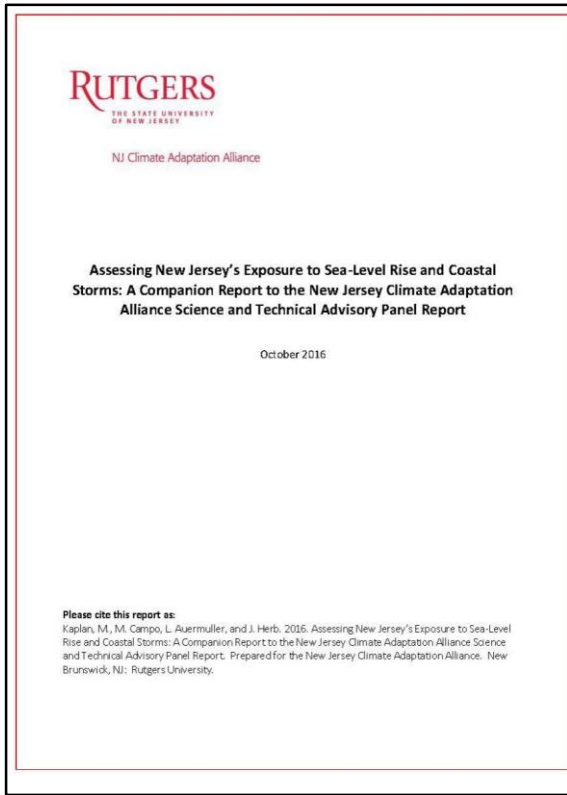 RUTGERS
THE STATE UNIVERSITY
OF NEW JERSEY
NJ Climate Adaptation Alliance
Assessing New Jersey's Exposure to Sea-Level Rise and Coastal
Storms: A Companion Report to the New Jersey Climate Adaptation
Alliance Science and Technical Advisory Panel Report
October 2016
Please cite this report as:
Kaplan, M., M. Campo, L. Auermuller, and J. Herb. 2016. Assessing New Jersey's Exposure to Sea-Level
Rise and Coastal Storms: A Companion Report to the New Jersey Climate Adaptation Alliance Science
and Technical Advisory Panel Report. Prepared for the New Jersey Climate Adaptation Alliance. New
Brunswick, NJ: Rutgers University.